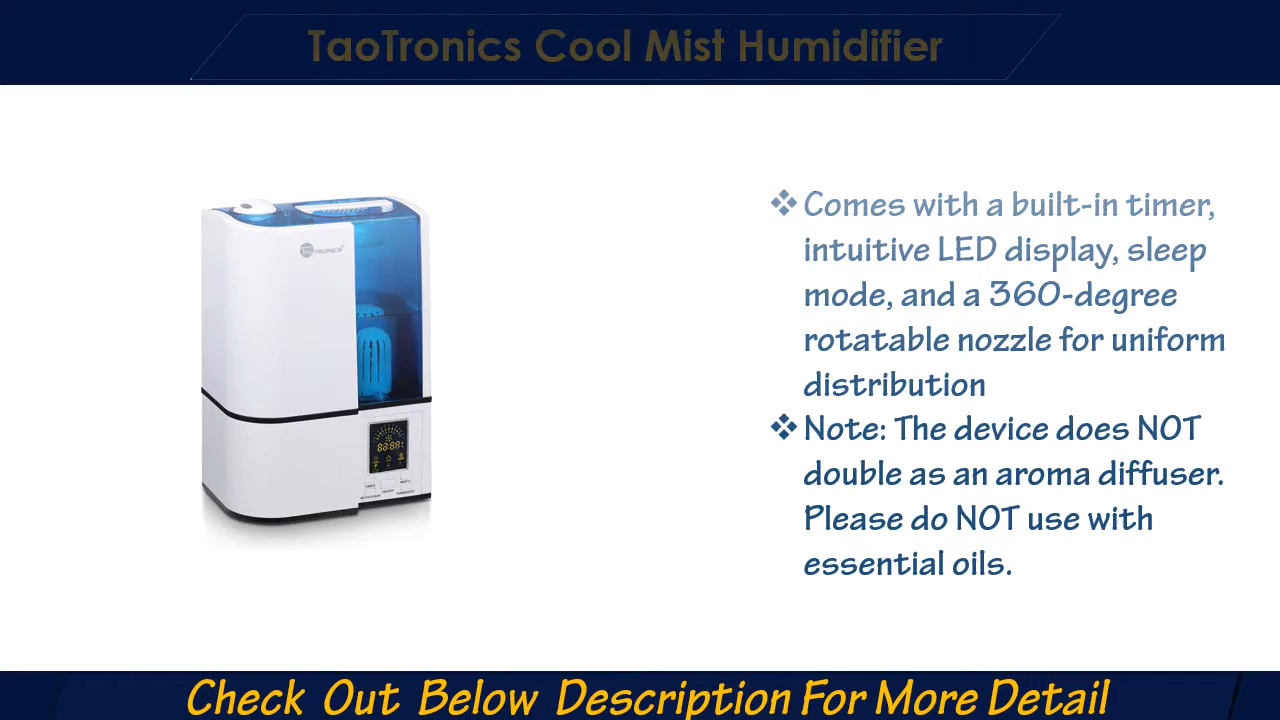 TaoTronics Cool Mist Humidifier
TRONICS
❖ Comes with a built-in timer,
intuitive LED display, sleep
mode, and a 360-degree
rotatable nozzle for uniform
distribution
❖ Note: The device does NOT
double as an aroma diffuser.
Please do NOT use with
essential oils.
Check Out Below Description For More Detail